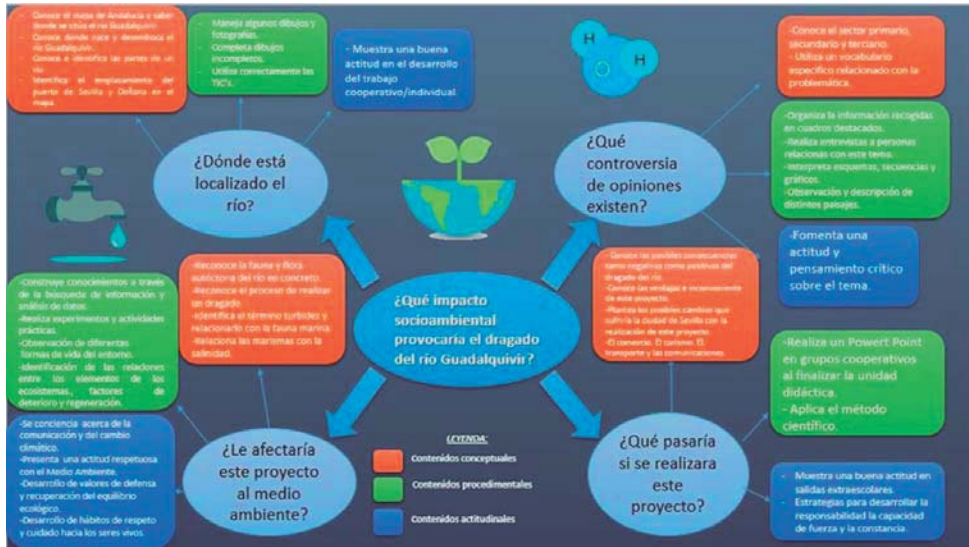 - Conoce el mapa de Andalucía y saber
donde se sitúa el río Guadalquivir.
- Conoce donde nace y desemboca el
río Guadalquivir.
- Conoce e identifica las partes de un
río
- Identifica el emplazamiento del
puerto de Sevilla y Doñana en el
mapa.
- Maneja algunos dibujos y
fotografías.
- Completa dibujos
incompletos.
- Utiliza correctamente las
TIC's.
- Muestra una buena
actitud en el desarrollo
del trabajo
cooperativo/individual.
¿Dónde está
localizado el
río?
H
O
H
¿Qué
controversia
de opiniones
existen?
-Conoce el sector primario,
secundario y terciario.
- Utiliza un vocabulario
específico relacionado con la
problemática.
-Organiza la información recogidas
en cuadros destacados.
-Realiza entrevistas a personas
relacionas con este tema.
-Interpreta esquemas, secuencias y
gráficos.
-Observación y descripción de
distintos paisajes.
-Fomenta una
actitud y
pensamiento crítico
sobre el tema.
¿Qué impacto
socioambiental
provocaría el dragado
del río Guadalquivir?
-Construye conocimientos a través
de la búsqueda de información y
análisis de datos.
-Realiza experimentos y actividades
prácticas.
-Observación de diferentes
formas de vida del entorno.
-Identificación de las relaciones
entre los elementos de los
ecosistemas, factores de
deterioro y regeneración.
-Reconoce la fauna y flora
autóctona del río en concreto.
-Reconoce el proceso de realizar
un dragado.
-Identifica el término turbidez y
relacionarlo con la fauna marina.
-Relaciona las marismas con la
salinidad.
-Se conciencia acerca de la
comunicación y del cambio
climático.
-Presenta una actitud respetuosa
con el Medio Ambiente.
-Desarrollo de valores de defensa
y recuperación del equilibrio
ecológico.
-Desarrollo de hábitos de respeto
y cuidado hacia los seres vivos.
¿Le afectaría
este proyecto
al medio
ambiente?
- Conoce las posibles consecuencias
tanto negativas como positivas del
dragado del río.
-Conoce las ventajas e inconvenientes
de este proyecto.
-Plantea los posibles cambios que
sufriría la ciudad de Sevilla con la
realización de este proyecto.
-El comercio. El turismo. El
transporte y las comunicaciones.
¿Qué pasaría
si se realizara
este
proyecto?
-Realiza un Powert Point
en grupos cooperativos
al finalizar la unidad
didáctica.
- Aplica el método
científico.
- Muestra una buena actitud en
salidas extraescolares.
- Estrategias para desarrollar la
responsabilidad la capacidad
de fuerza y la constancia.
LEYENDA:
Contenidos conceptuales
Contenidos procedimentales
Contenidos actitudinales